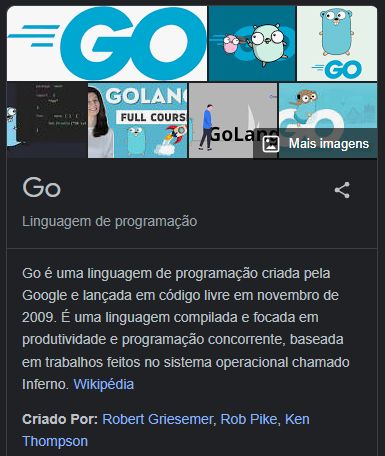 GO
GO
GOLANG
FULL COURS
GoLang
GO
Mais imagens
Go
Linguagem de programação
Go é uma linguagem de programação criada pela
Google e lançada em código livre em novembro de
2009. É uma linguagem compilada e focada em
produtividade e programação concorrente, baseada
em trabalhos feitos no sistema operacional chamado
Inferno. Wikipédia
Criado Por: Robert Griesemer, Rob Pike, Ken
Thompson